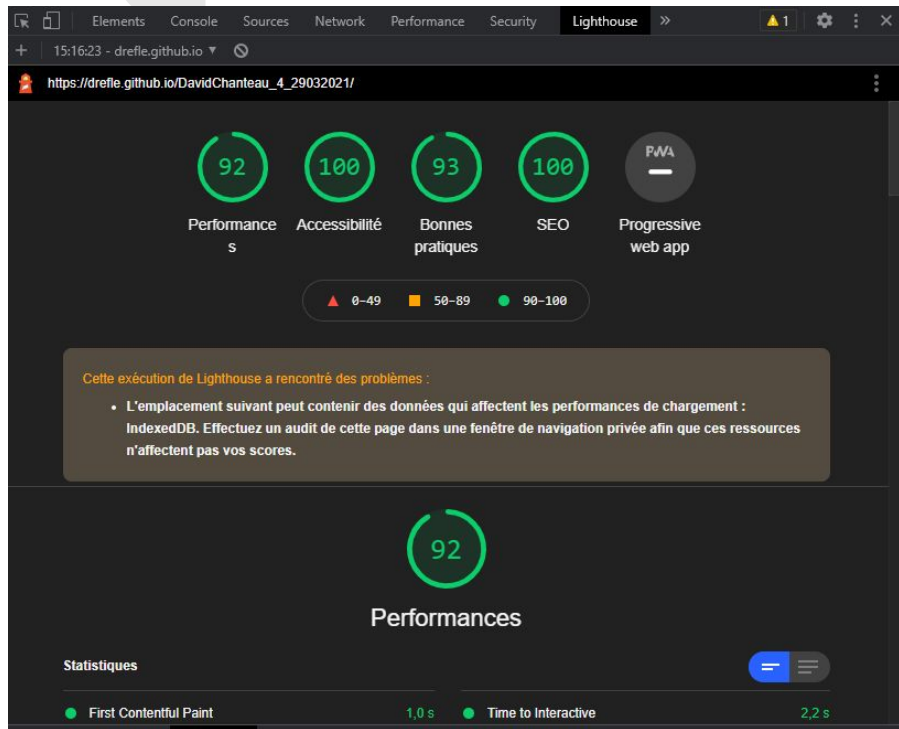 Elements Console Sources Network Performance Security Lighthouse » 1
+ 15:16:23 - drefle.github.io ▼
https://drefle.github.io/DavidChanteau_4_29032021/
92 100 93 100 PWA
Performance Accessibilité Bonnes SEO Progressive
s pratiques web app
0–49 50–89 90–100
Cette exécution de Lighthouse a rencontré des problèmes :
• L'emplacement suivant peut contenir des données qui affectent les performances de chargement :
IndexedDB. Effectuez un audit de cette page dans une fenêtre de navigation privée afin que ces ressources
n'affectent pas vos scores.
92
Performances
Statistiques
First Contentful Paint 1,0 s Time to Interactive 2,2 s